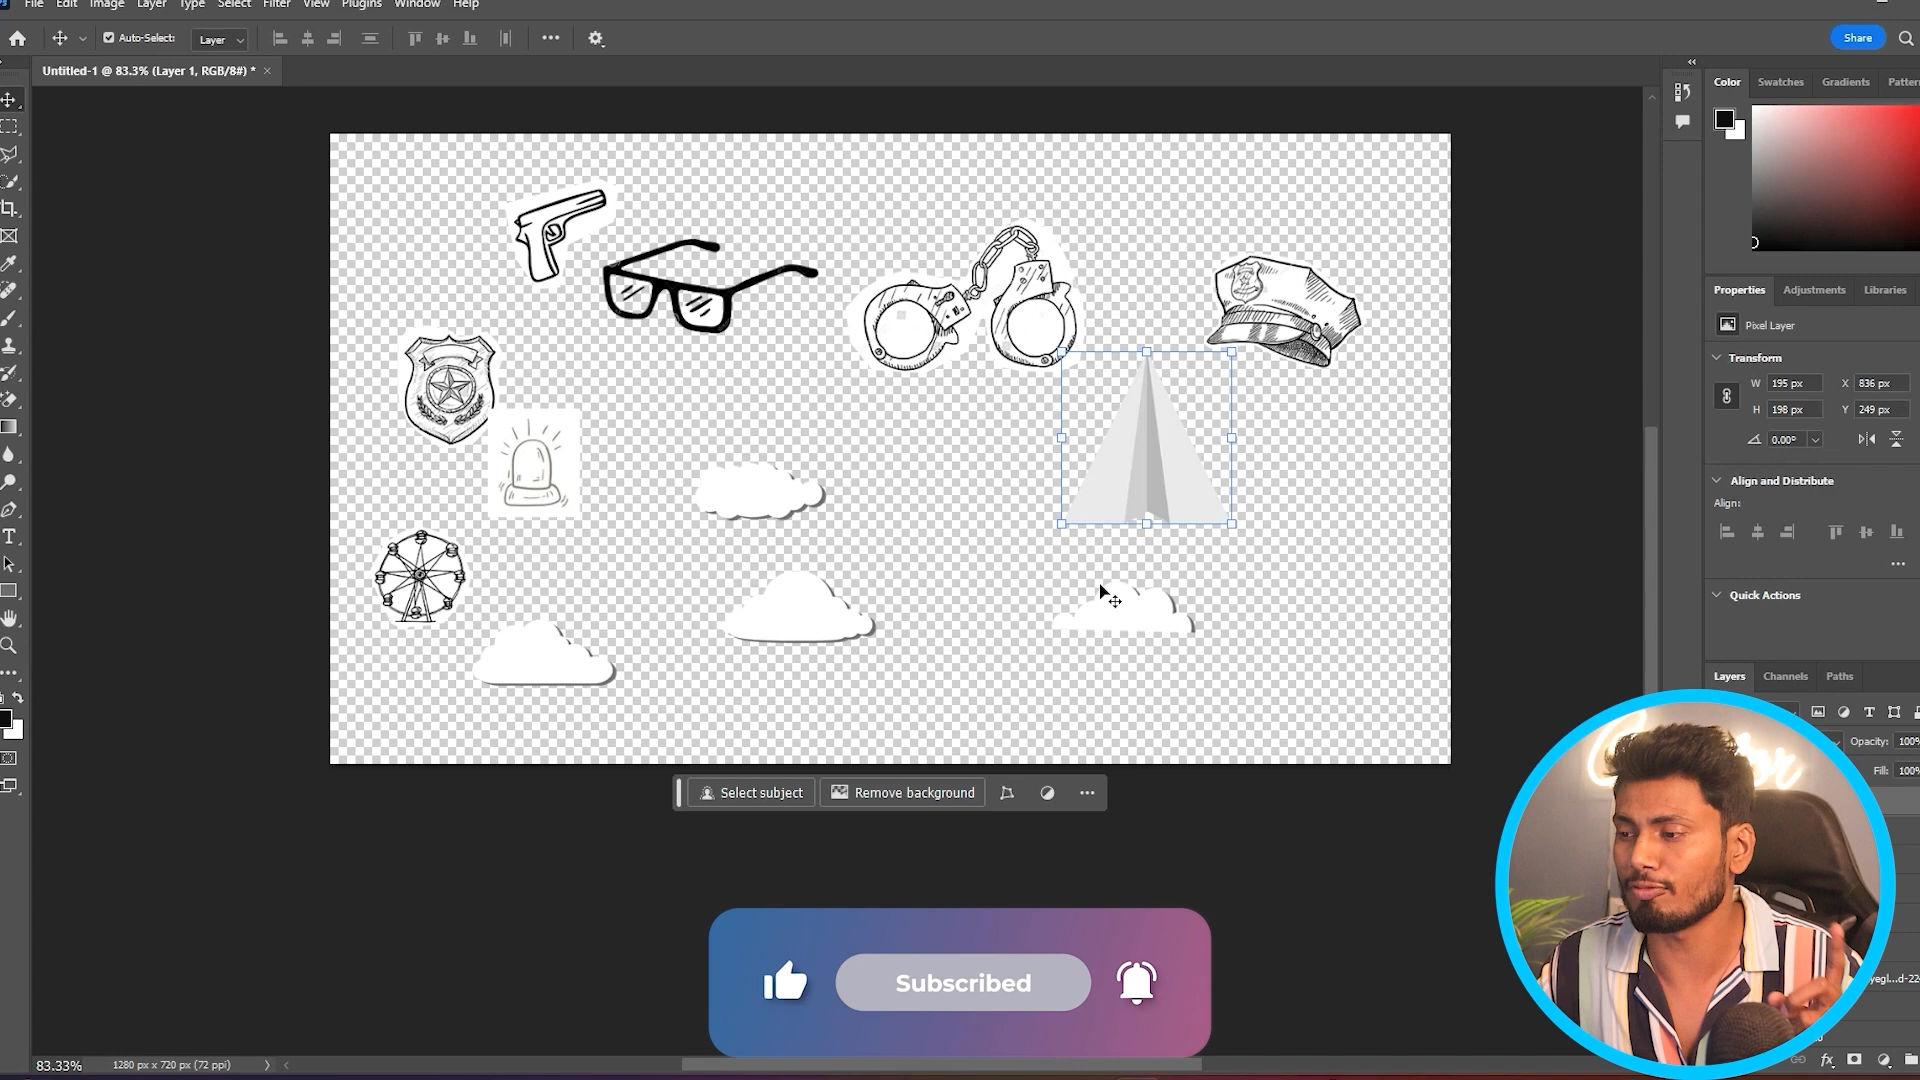 File Edit Image Layer Type Select Filter View Plugins Window Help
Auto-Select: Layer
Share
Untitled-1 @ 83.3% (Layer 1, RGB/8#) *
Color Swatches Gradients
Properties Adjustments Libraries
Pixel Layer
Transform
W 195 px X 836 px
H 198 px Y 249 px
0.00°
Align and Distribute
Align:
Quick Actions
Layers Channels Paths
Opacity: 100%
Fill: 100%
Select subject Remove background
Subscribed
83.33% 1280 px x 720 px (72 ppi)
fx